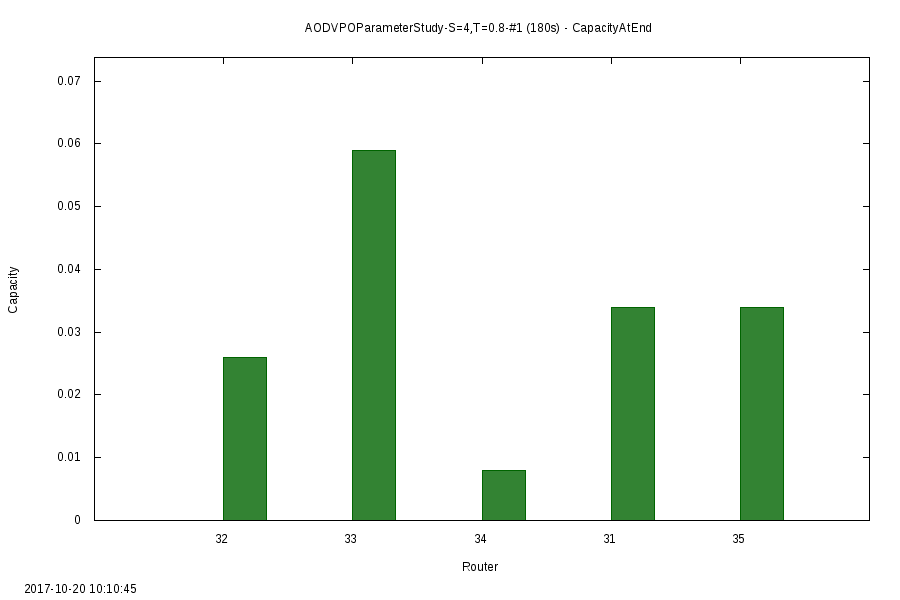 AODVPOParameterStudy-S=4,T=0.8-#1 (180s) - CapacityAtEnd
0.07
0.06
0.05
0.04
0.03
0.02
0.01
0
Capacity
32 33 34 31 35
Router
2017-10-20 10:10:45